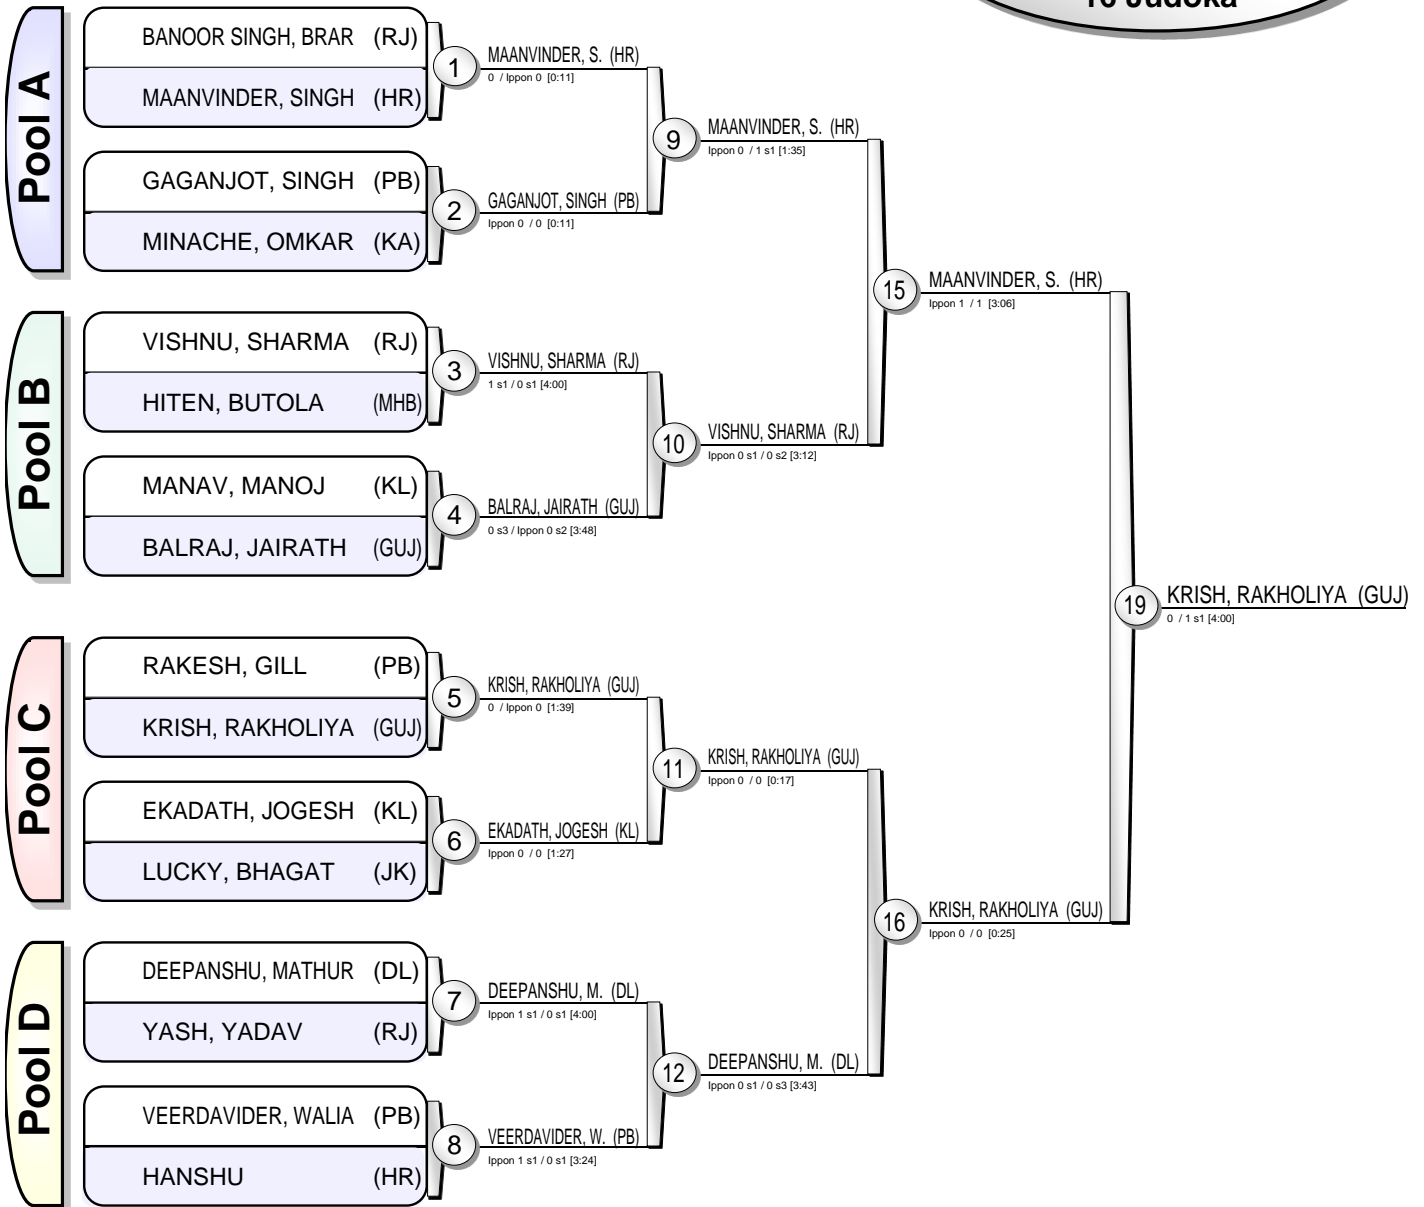 16 Judoka
Pool A
BANOOR SINGH, BRAR (RJ)
MAANVINDER, SINGH (HR)
1
MAANVINDER, S. (HR)
0 / Ippon 0 [0:11]
GAGANJOT, SINGH (PB)
MINACHE, OMKAR (KA)
2
GAGANJOT, SINGH (PB)
Ippon 0 / 0 [0:11]
9
MAANVINDER, S. (HR)
Ippon 0 / 1 s1 [1:35]
Pool B
VISHNU, SHARMA (RJ)
HITEN, BUTOLA (MHB)
3
VISHNU, SHARMA (RJ)
1 s1 / 0 s1 [4:00]
MANAV, MANOJ (KL)
BALRAJ, JAIRATH (GUJ)
4
BALRAJ, JAIRATH (GUJ)
0 s3 / Ippon 0 s2 [3:48]
10
VISHNU, SHARMA (RJ)
Ippon 0 s1 / 0 s2 [3:12]
15
MAANVINDER, S. (HR)
Ippon 1 / 1 [3:06]
Pool C
RAKESH, GILL (PB)
KRISH, RAKHOLIYA (GUJ)
5
KRISH, RAKHOLIYA (GUJ)
0 / Ippon 0 [1:39]
EKADATH, JOGESH (KL)
LUCKY, BHAGAT (JK)
6
EKADATH, JOGESH (KL)
Ippon 0 / 0 [1:27]
11
KRISH, RAKHOLIYA (GUJ)
Ippon 0 / 0 [0:17]
Pool D
DEEPANSHU, MATHUR (DL)
YASH, YADAV (RJ)
7
DEEPANSHU, M. (DL)
Ippon 1 s1 / 0 s1 [4:00]
VEERDAVIDER, WALIA (PB)
HANSHU (HR)
8
VEERDAVIDER, W. (PB)
Ippon 1 s1 / 0 s1 [3:24]
12
DEEPANSHU, M. (DL)
Ippon 0 s1 / 0 s3 [3:43]
16
KRISH, RAKHOLIYA (GUJ)
Ippon 0 / 0 [0:25]
19
KRISH, RAKHOLIYA (GUJ)
0 / 1 s1 [4:00]